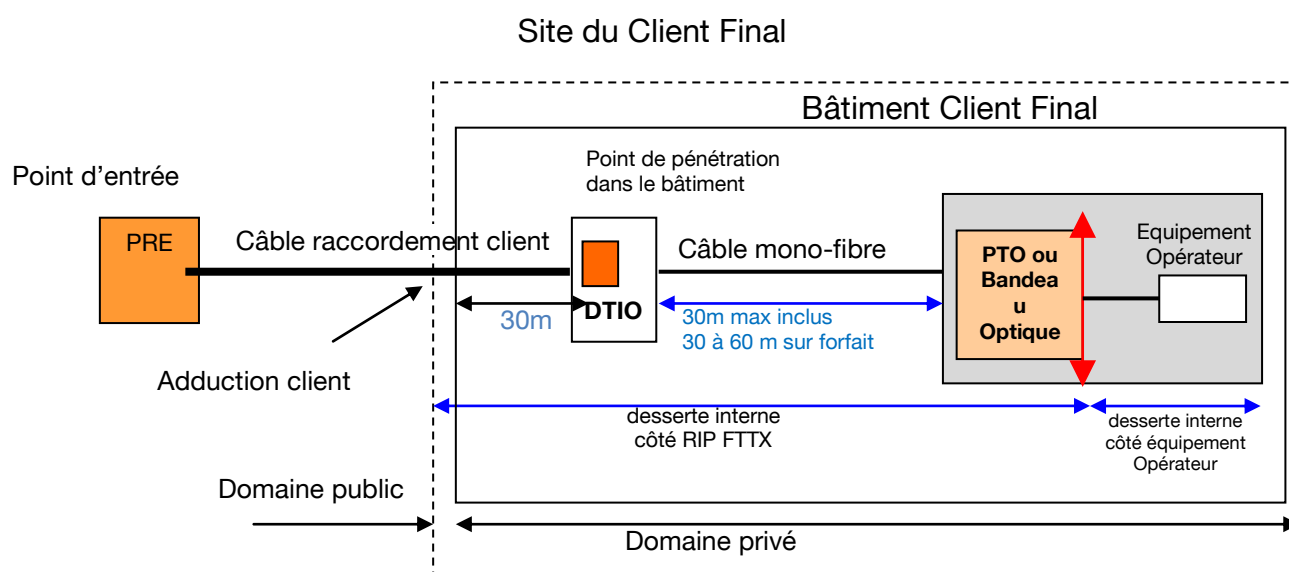 Site du Client Final
Bâtiment Client Final
Point d’entrée
Point de pénétration
dans le bâtiment
PRE
Câble raccordement client
Câble mono-fibre
Equipement
Opérateur
PTO ou
Bandea
u
Optique
30m
DTIO
30m max inclus
30 à 60 m sur forfait
Adduction client
desserte interne
côté RIP FTTX
desserte interne
côté équipement
Opérateur
Domaine public
Domaine privé